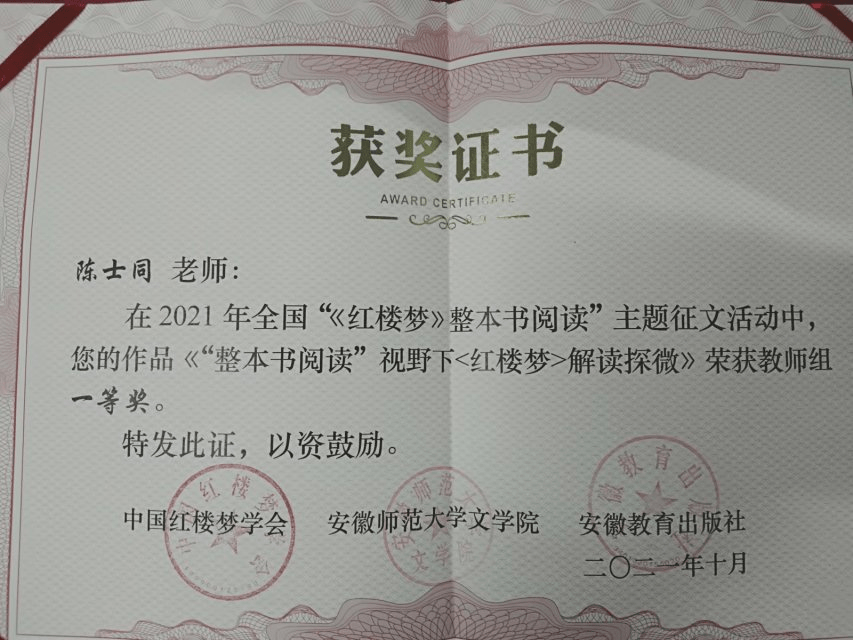 获奖证书
AWARD CERTIFICATE
陈士同 老师：
在2021年全国“《红楼梦》整本书阅读”主题征文活动中，
您的作品《“整本书阅读”视野下<红楼梦>解读探微》荣获教师组
一等奖。
特发此证，以资鼓励。
中国红楼梦学会 安徽师范大学文学院 安徽教育出版社
二〇二一年十月